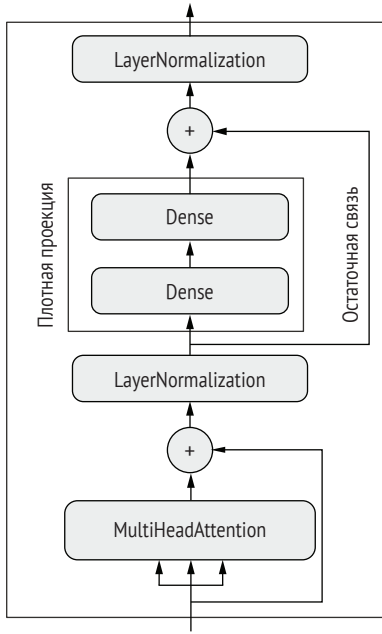 LayerNormalization
+
Плотная проекция
Dense
Остаточная связь
Dense
LayerNormalization
+
MultiHeadAttention